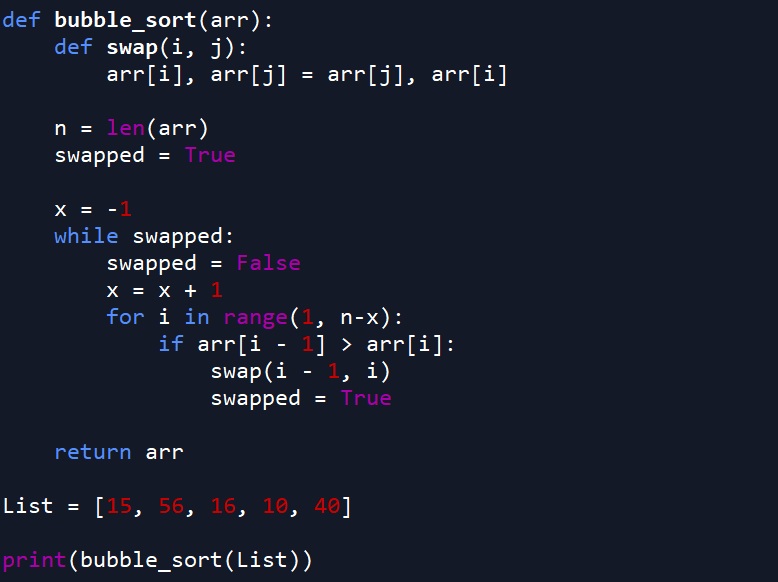 def bubble_sort(arr):
    def swap(i, j):
        arr[i], arr[j] = arr[j], arr[i]

    n = len(arr)
    swapped = True

    x = -1
    while swapped:
        swapped = False
        x = x + 1
        for i in range(1, n-x):
            if arr[i - 1] > arr[i]:
                swap(i - 1, i)
                swapped = True

    return arr

List = [15, 56, 16, 10, 40]

print(bubble_sort(List))